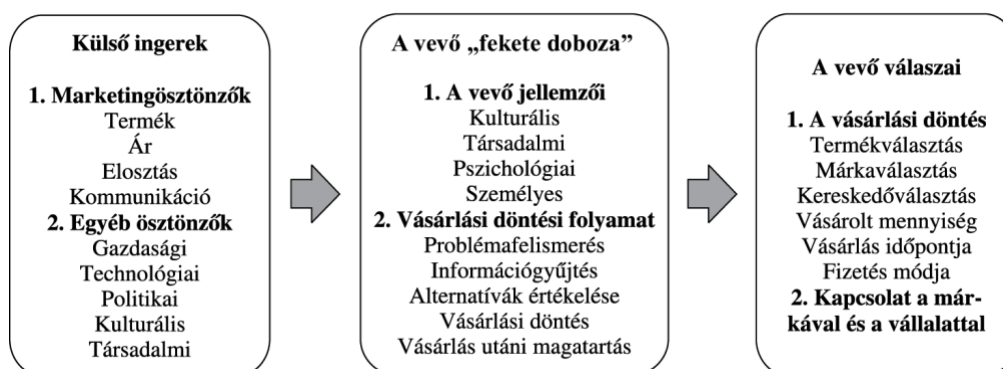 Külső ingerek
1. Marketingösztönzők
Termék
Ár
Elosztás
Kommunikáció
2. Egyéb ösztönzők
Gazdasági
Technológiai
Politikai
Kulturális
Társadalmi
A vevő „fekete doboza”
1. A vevő jellemzői
Kulturális
Társadalmi
Pszichológiai
Személyes
2. Vásárlási döntési folyamat
Problémafelismerés
Információgyűjtés
Alternatívák értékelése
Vásárlási döntés
Vásárlás utáni magatartás
A vevő válaszai
1. A vásárlási döntés
Termékválasztás
Márkaválasztás
Kereskedőválasztás
Vásárolt mennyiség
Vásárlás időpontja
Fizetés módja
2. Kapcsolat a már-
kával és a vállalattal